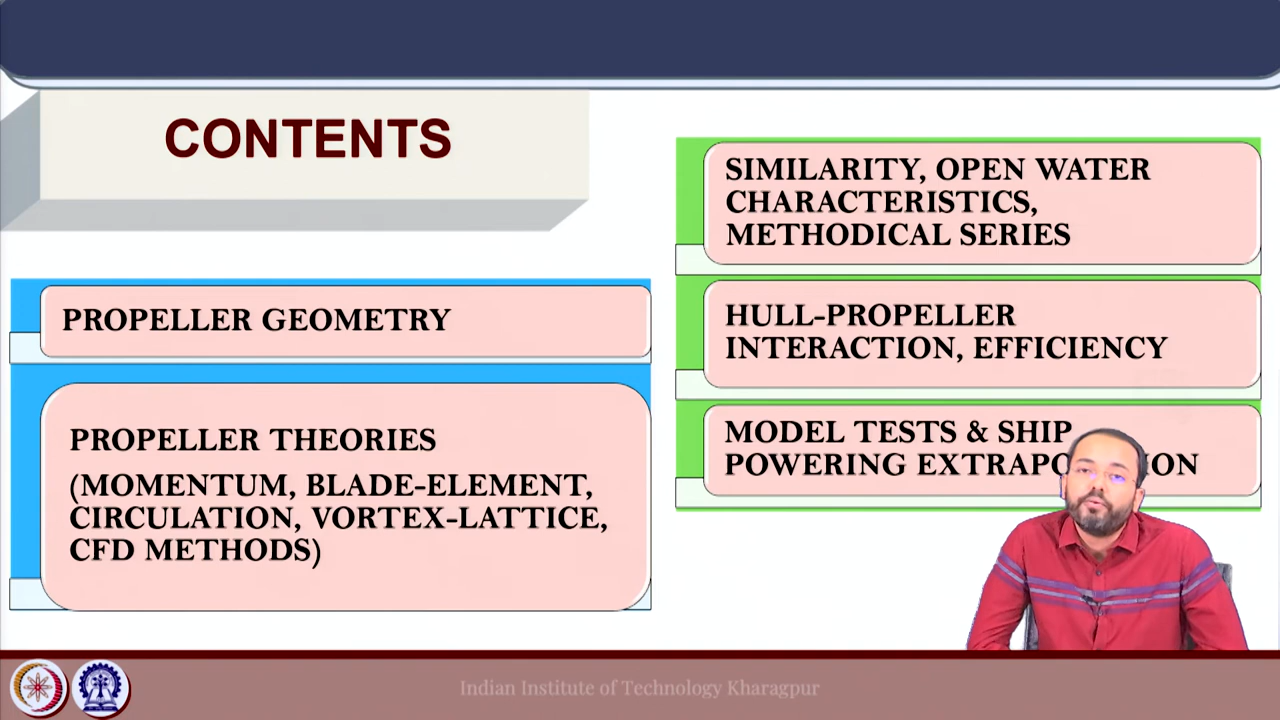 CONTENTS
PROPELLER GEOMETRY
PROPELLER THEORIES
(MOMENTUM, BLADE-ELEMENT,
CIRCULATION, VORTEX-LATTICE,
CFD METHODS)
SIMILARITY, OPEN WATER
CHARACTERISTICS,
METHODICAL SERIES
HULL-PROPELLER
INTERACTION, EFFICIENCY
MODEL TESTS & SHIP
POWERING
Indian Institute of Technology Kharagpur